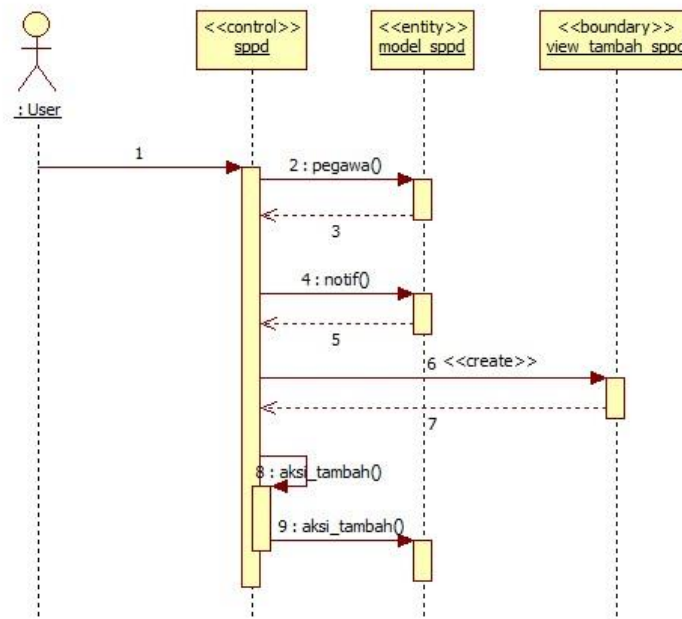 <<control>>
sppd
<<entity>>
model_sppd
<<boundary>>
view_tambah_sppd
: User
1
2 : pegawa()
3
4 : notif()
5
6 <<create>>
7
8 : aksi_tambah()
9 : aksi_tambah()